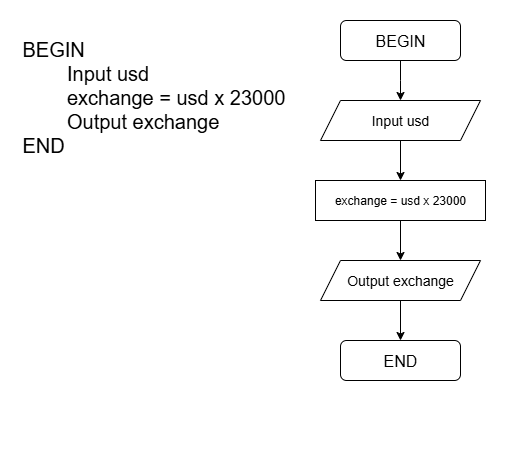 BEGIN
Input usd
exchange = usd x 23000
Output exchange
END
BEGIN
Input usd
exchange = usd x 23000
Output exchange
END